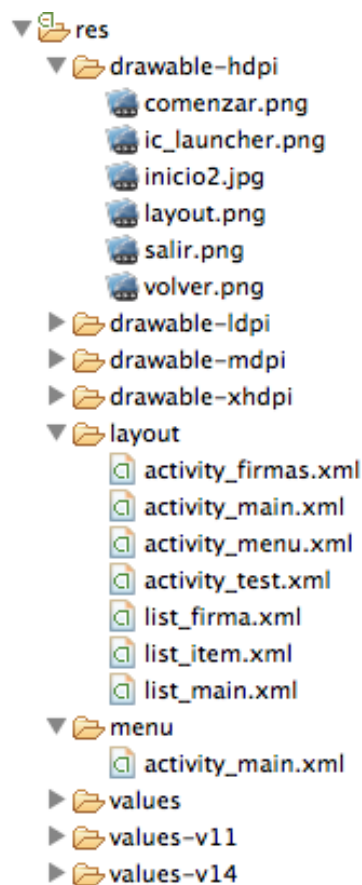 res
drawable-hdpi
comenzar.png
ic_launcher.png
inicio2.jpg
layout.png
salir.png
volver.png
drawable-ldpi
drawable-mdpi
drawable-xhdpi
layout
activity_firmas.xml
activity_main.xml
activity_menu.xml
activity_test.xml
list_firma.xml
list_item.xml
list_main.xml
menu
activity_main.xml
values
values-v11
values-v14